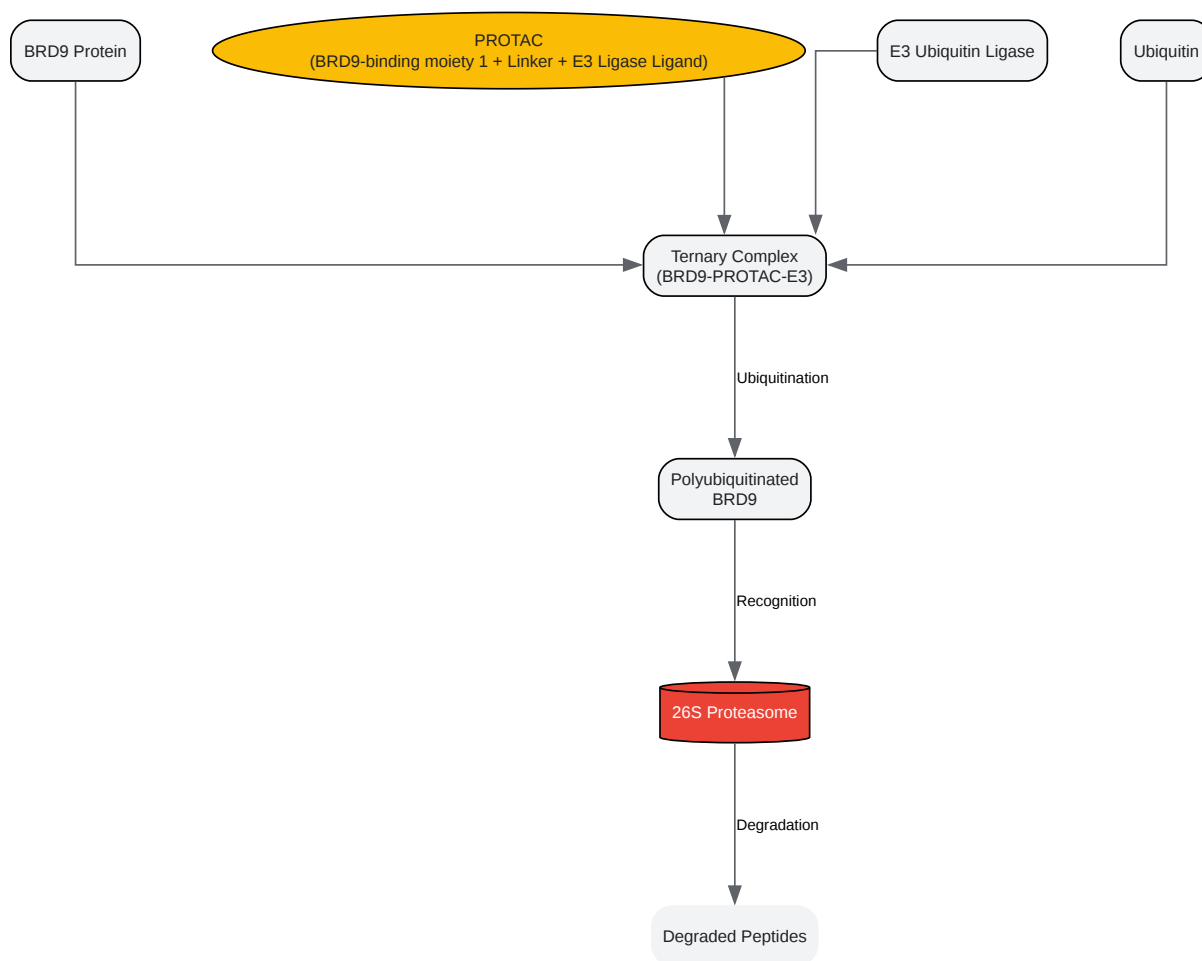 BRD9 Protein
PROTAC
(BRD9-binding moiety 1 + Linker + E3 Ligase Ligand)
E3 Ubiquitin Ligase
Ubiquitin
Ternary Complex
(BRD9-PROTAC-E3)
Ubiquitination
Polyubiquitinated
BRD9
Recognition
26S Proteasome
Degradation
Degraded Peptides